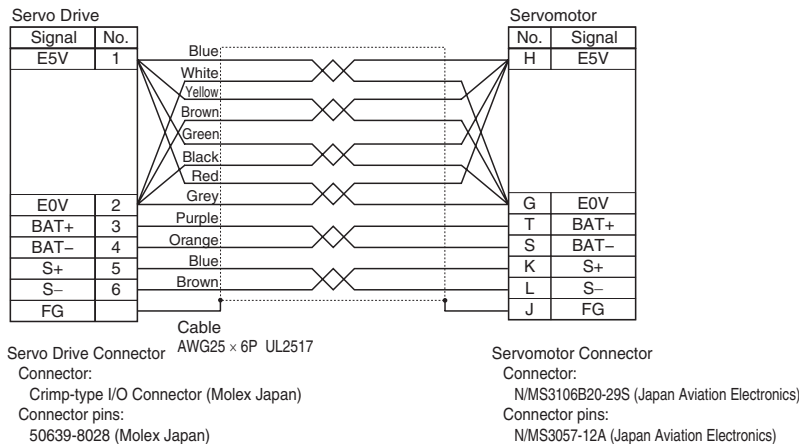 Servo Drive
Servomotor
Signal No.
No. Signal
E5V 1
Blue
H E5V
White
Yellow
Brown
Green
Black
Red
Grey
E0V 2
G E0V
BAT+ 3
Purple
T BAT+
BAT− 4
Orange
S BAT−
S+ 5
Blue
K S+
S− 6
Brown
L S−
FG
J FG
Cable
AWG25 × 6P UL2517
Servo Drive Connector
Connector:
Crimp-type I/O Connector (Molex Japan)
Connector pins:
50639-8028 (Molex Japan)
Servomotor Connector
Connector:
N/MS3106B20-29S (Japan Aviation Electronics)
Connector pins:
N/MS3057-12A (Japan Aviation Electronics)